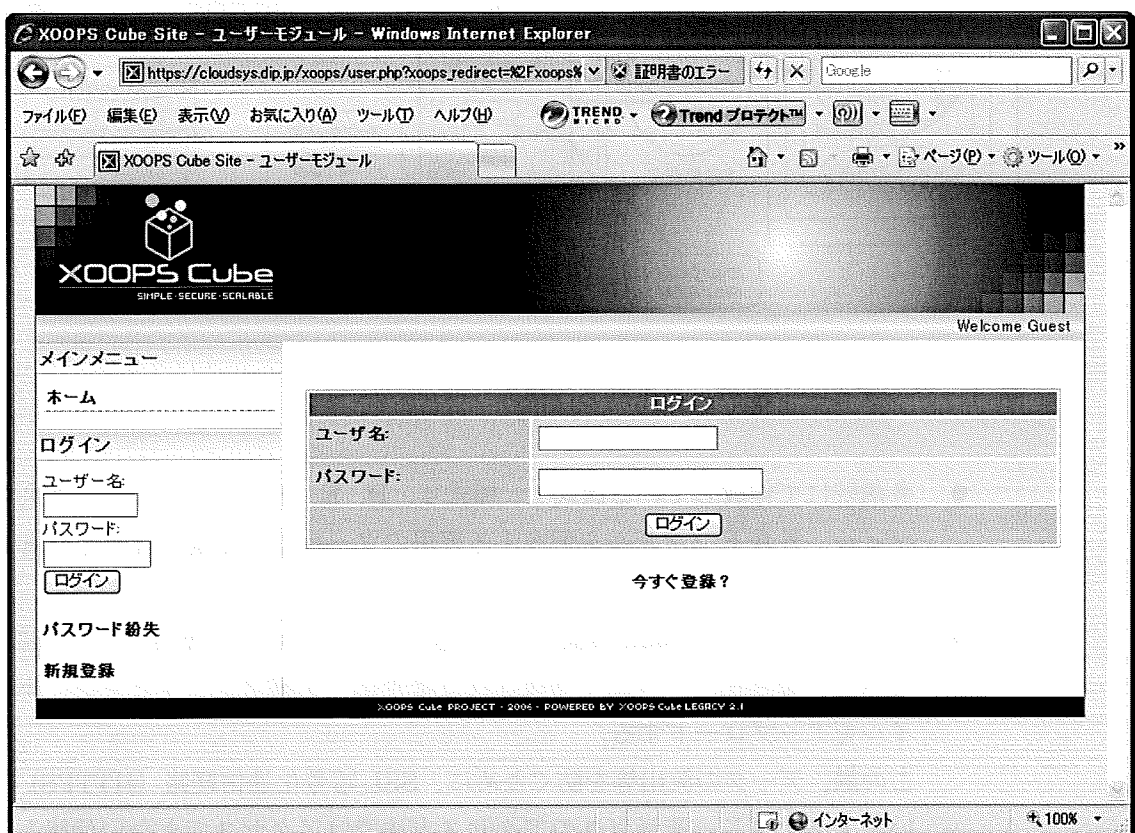 XOOPS Cube Site - ユーザーモジュール - Windows Internet Explorer
https://cloudsys.dip.jp/xoops/user.php?xoops_redirect=%2Fxoops% 証明書のエラー Google
ファイル(F) 編集(E) 表示(V) お気に入り(A) ツール(T) ヘルプ(H) TREND MICRO Trend プロテクト™
XOOPS Cube Site - ユーザーモジュール ページ(P) ツール(O) »
XOOPS Cube
SIMPLE·SECURE·SCALABLE
Welcome Guest
メインメニュー
ホーム
ログイン
ユーザー名:
パスワード:
ログイン
パスワード紛失
新規登録
ログイン
ユーザ名:
パスワード:
ログイン
今すぐ登録？
XOOPS Cube PROJECT - 2006 - POWERED BY XOOPS Cube LEGACY 2.1
インターネット 100%